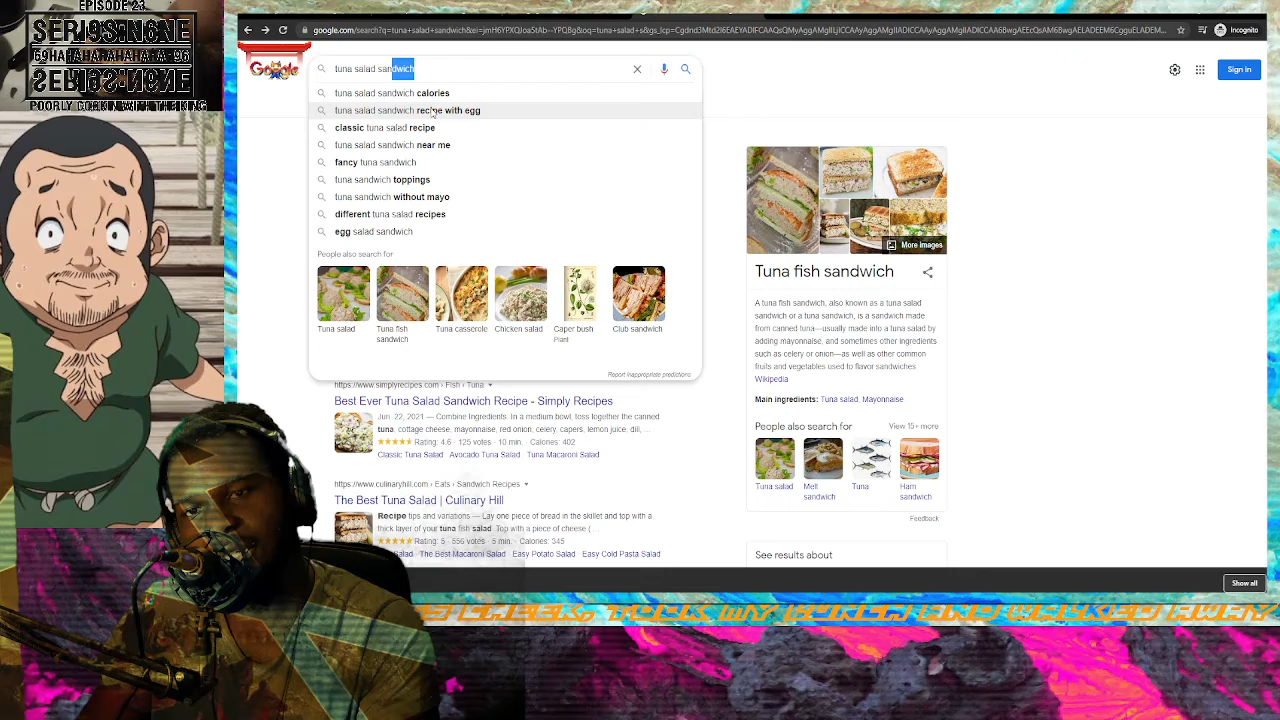 EPISODE 23
POORLY COOKING WITH EPI
google.com/search?q=tuna+salad+sandwich&ei=
Incognito
Google
tuna salad sandwich
Sign in
tuna salad sandwich calories
tuna salad sandwich recipe with egg
classic tuna salad recipe
tuna salad sandwich near me
fancy tuna sandwich
tuna sandwich toppings
tuna sandwich without mayo
different tuna salad recipes
egg salad sandwich
People also search for
Tuna salad
Tuna fish sandwich
Tuna casserole
Chicken salad
Caper bush
Plant
Club sandwich
Report inappropriate predictions
https://www.simplyrecipes.com › Fish › Tuna
Best Ever Tuna Salad Sandwich Recipe - Simply Recipes
Jun. 22, 2021 — Combine Ingredients. In a medium bowl, toss together the canned
tuna, cottage cheese, mayonnaise, red onion, celery, capers, lemon juice, dill, ...
Rating: 4.6 · 125 votes · 10 min. · Calories: 402
Classic Tuna Salad · Avocado Tuna Salad · Tuna Macaroni Salad
https://www.culinaryhill.com › Eats › Sandwich Recipes
The Best Tuna Salad | Culinary Hill
Recipe tips and variations — Lay one piece of bread in the skillet and top with a
thick layer of your tuna fish salad. Top with a piece of cheese (...
Rating: 5 · 556 votes · 5 min. · Calories: 345
Salad · The Best Macaroni Salad · Easy Potato Salad · Easy Cold Pasta Salad
More images
Tuna fish sandwich
A tuna fish sandwich, also known as a tuna salad
sandwich or a tuna sandwich, is a sandwich made
from canned tuna—usually made into a tuna salad by
adding mayonnaise, and sometimes other ingredients
such as celery or onion—as well as other common
fruits and vegetables used to flavor sandwiches.
Wikipedia
Main ingredients: Tuna salad, Mayonnaise
People also search for
View 15+ more
Tuna salad
Melt sandwich
Tuna
Ham sandwich
Feedback
See results about
Show all